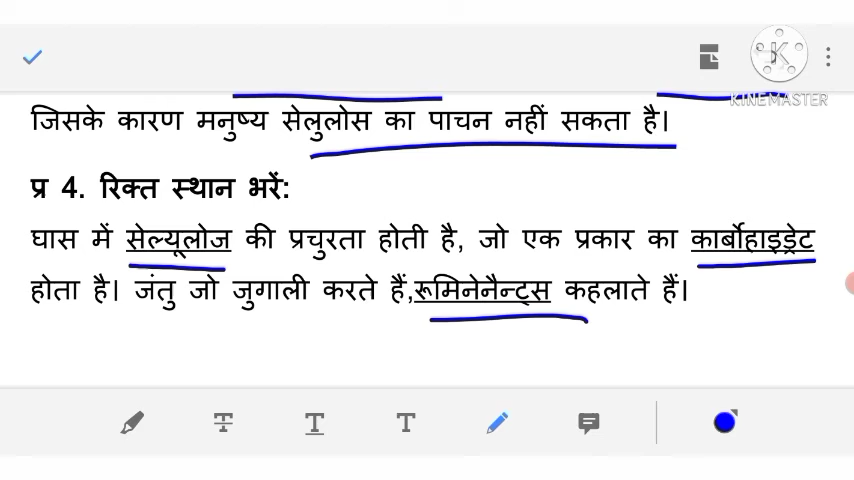 KINEMASTER
जिसके कारण मनुष्य सेलुलोस का पाचन नहीं सकता है।
प्र 4. रिक्त स्थान भरें:
घास में सेल्यूलोज की प्रचुरता होती है, जो एक प्रकार का कार्बोहाइड्रेट
होता है। जंतु जो जुगाली करते हैं,रूमिनेनैन्ट्स कहलाते हैं।